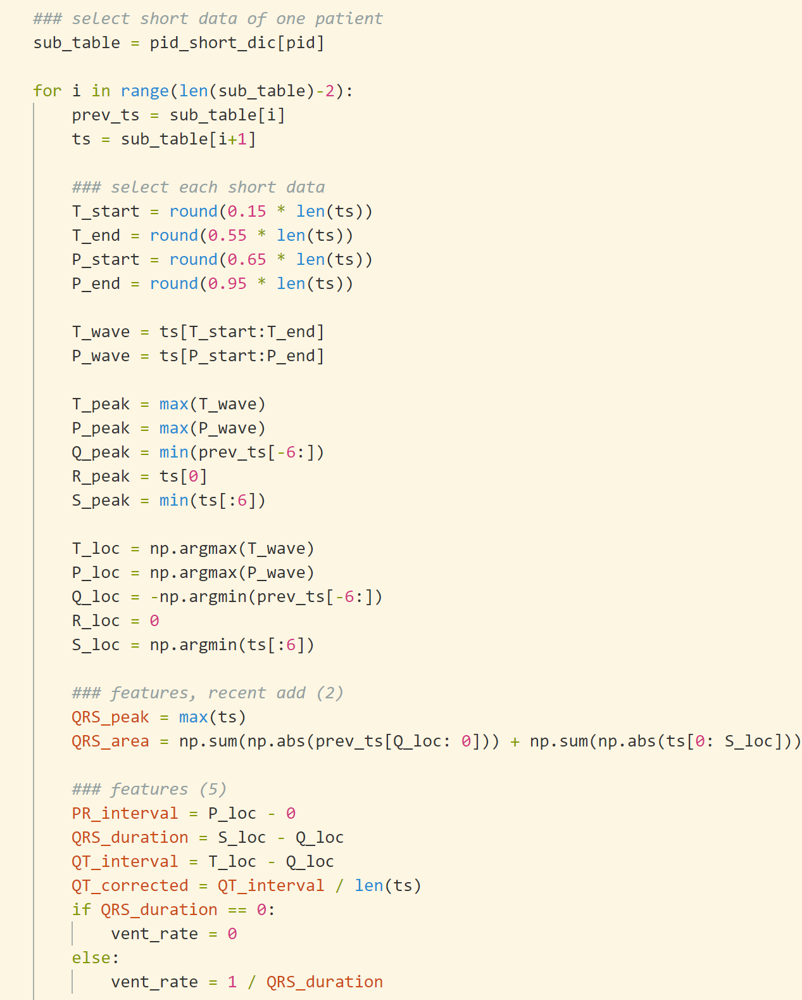 ### select short data of one patient
sub_table = pid_short_dic[pid]
for i in range(len(sub_table)-2):
prev_ts = sub_table[i]
ts = sub_table[i+1]
### select each short data
T_start = round(0.15 * len(ts))
T_end = round(0.55 * len(ts))
P_start = round(0.65 * len(ts))
P_end = round(0.95 * len(ts))
T_wave = ts[T_start:T_end]
P_wave = ts[P_start:P_end]
T_peak = max(T_wave)
P_peak = max(P_wave)
Q_peak = min(prev_ts[-6:])
R_peak = ts[0]
S_peak = min(ts[:6])
T_loc = np.argmax(T_wave)
P_loc = np.argmax(P_wave)
Q_loc = -np.argmin(prev_ts[-6:])
R_loc = 0
S_loc = np.argmin(ts[:6])
### features, recent add (2)
QRS_peak = max(ts)
QRS_area = np.sum(np.abs(prev_ts[Q_loc: 0])) + np.sum(np.abs(ts[0: S_loc]))
### features (5)
PR_interval = P_loc - 0
QRS_duration = S_loc - Q_loc
QT_interval = T_loc - Q_loc
QT_corrected = QT_interval / len(ts)
if QRS_duration == 0:
vent_rate = 0
else:
vent_rate = 1 / QRS_duration